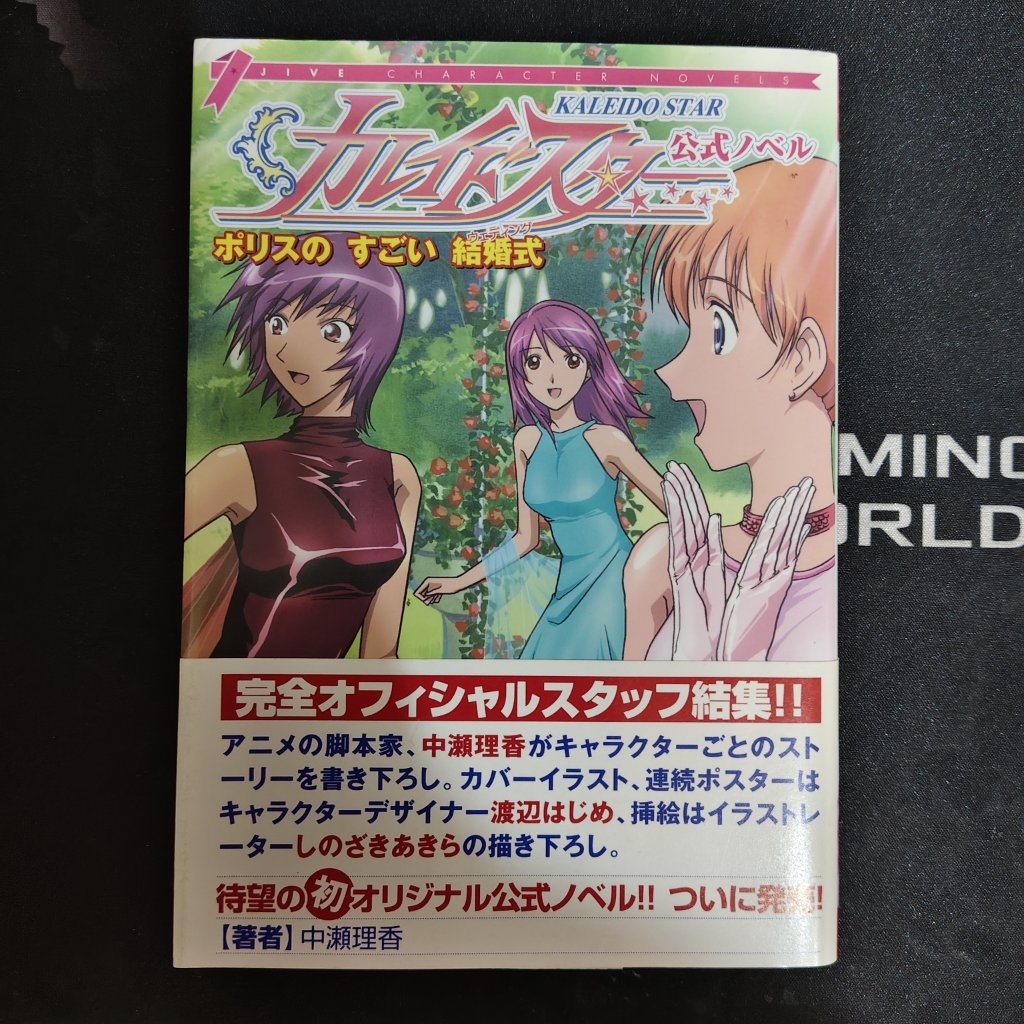 JIVE CHARACTER NOVELS
KALEIDO STAR
カレイドスター
公式ノベル
ウェディング
ポリスの すごい 結婚式
MING
ORLD
完全オフィシャルスタッフ結集!!
アニメの脚本家、中瀬理香がキャラクターごとのスト
ーリーを書き下ろし。カバーイラスト、連続ポスターは
キャラクターデザイナー渡辺はじめ、挿絵はイラストレ
ーターしのざきあきらの描き下ろし。
待望の初オリジナル公式ノベル!! ついに発売!
【著者】中瀬理香